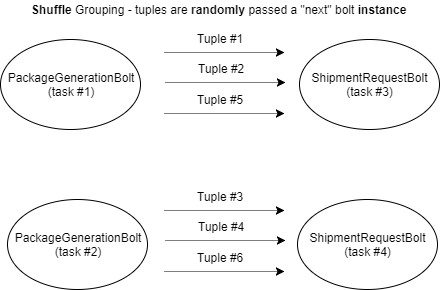 Shuffle Grouping - tuples are randomly passed a "next" bolt instance
Tuple #1
PackageGenerationBolt
(task #1)
Tuple #2
ShipmentRequestBolt
(task #3)
Tuple #5
Tuple #3
PackageGenerationBolt
(task #2)
Tuple #4
ShipmentRequestBolt
(task #4)
Tuple #6